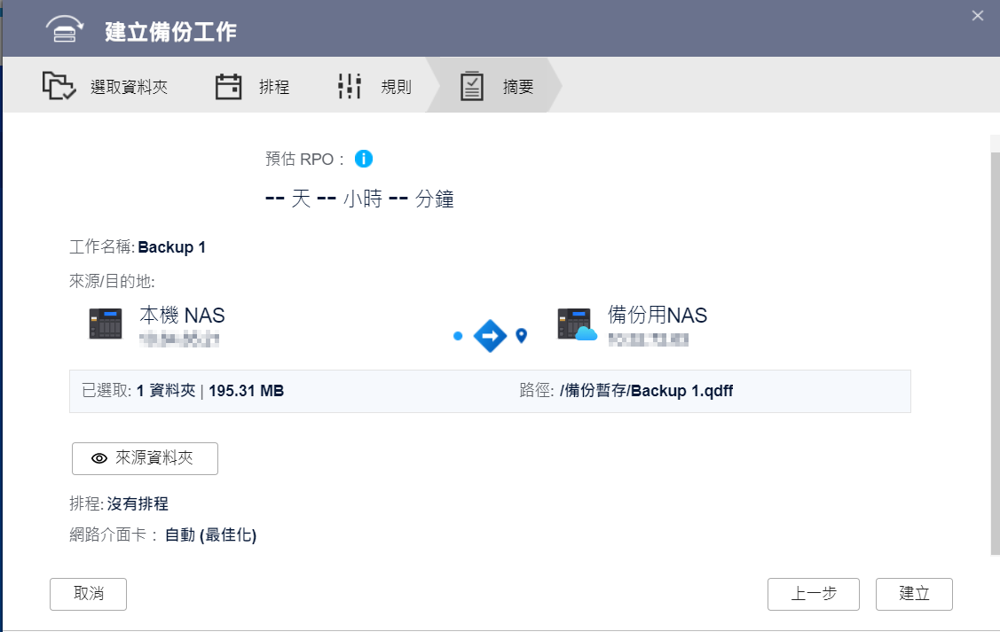 建立備份工作
選取資料夾 排程 規則 摘要
預估 RPO：
-- 天 -- 小時 -- 分鐘
工作名稱: Backup 1
來源/目的地:
本機 NAS
備份用NAS
已選取: 1 資料夾 | 195.31 MB
路徑: /備份暫存/Backup 1.qdff
來源資料夾
排程: 沒有排程
網路介面卡： 自動 (最佳化)
取消 上一步 建立